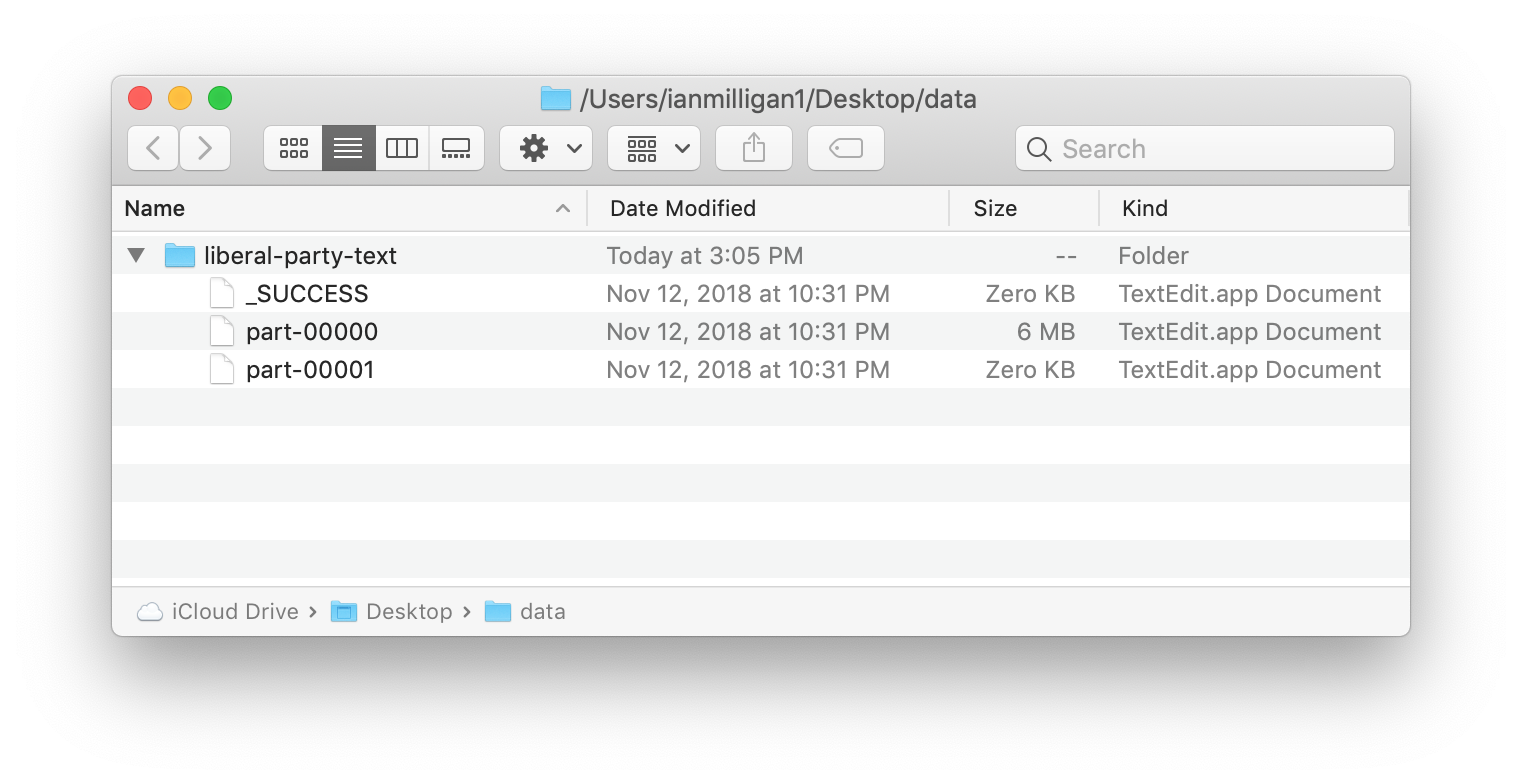 /Users/ianmilligan1/Desktop/data
Search
Name Date Modified Size Kind
liberal-party-text Today at 3:05 PM -- Folder
_SUCCESS Nov 12, 2018 at 10:31 PM Zero KB TextEdit.app Document
part-00000 Nov 12, 2018 at 10:31 PM 6 MB TextEdit.app Document
part-00001 Nov 12, 2018 at 10:31 PM Zero KB TextEdit.app Document
iCloud Drive › Desktop › data